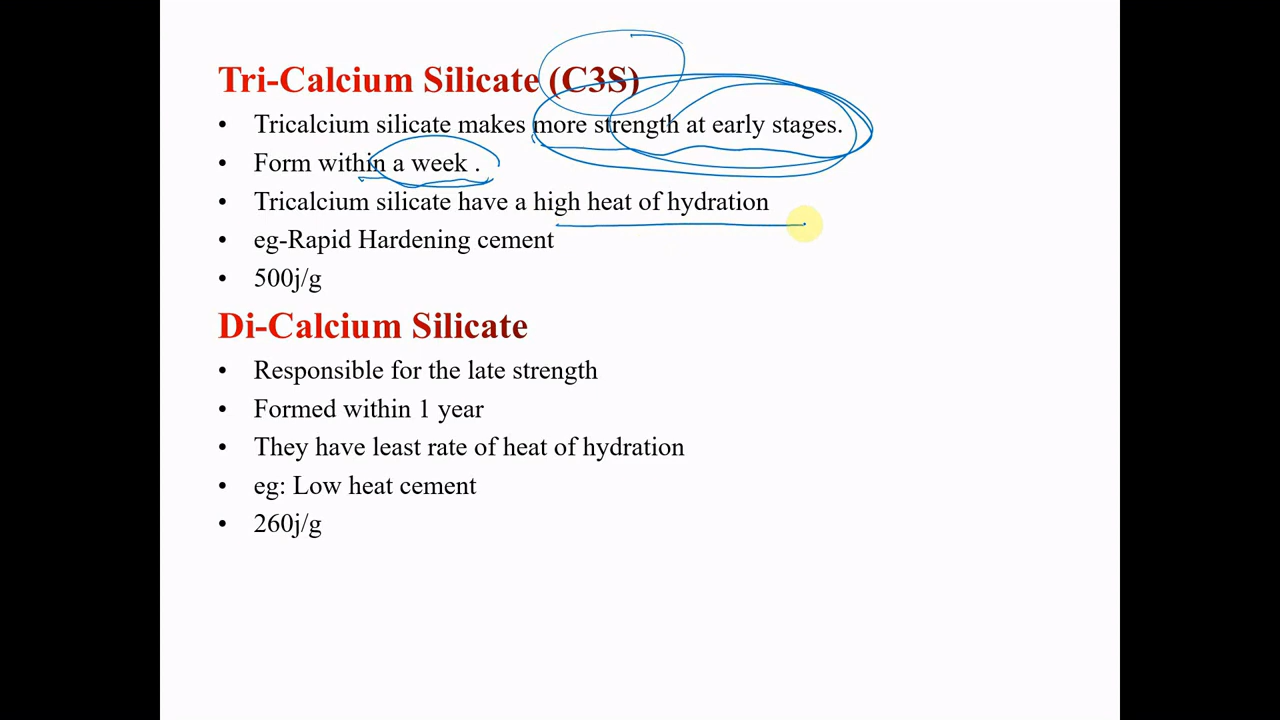 Tri-Calcium Silicate (C3S)
• Tricalcium silicate makes more strength at early stages.
• Form within a week .
• Tricalcium silicate have a high heat of hydration
• eg-Rapid Hardening cement
• 500j/g
Di-Calcium Silicate
• Responsible for the late strength
• Formed within 1 year
• They have least rate of heat of hydration
• eg: Low heat cement
• 260j/g